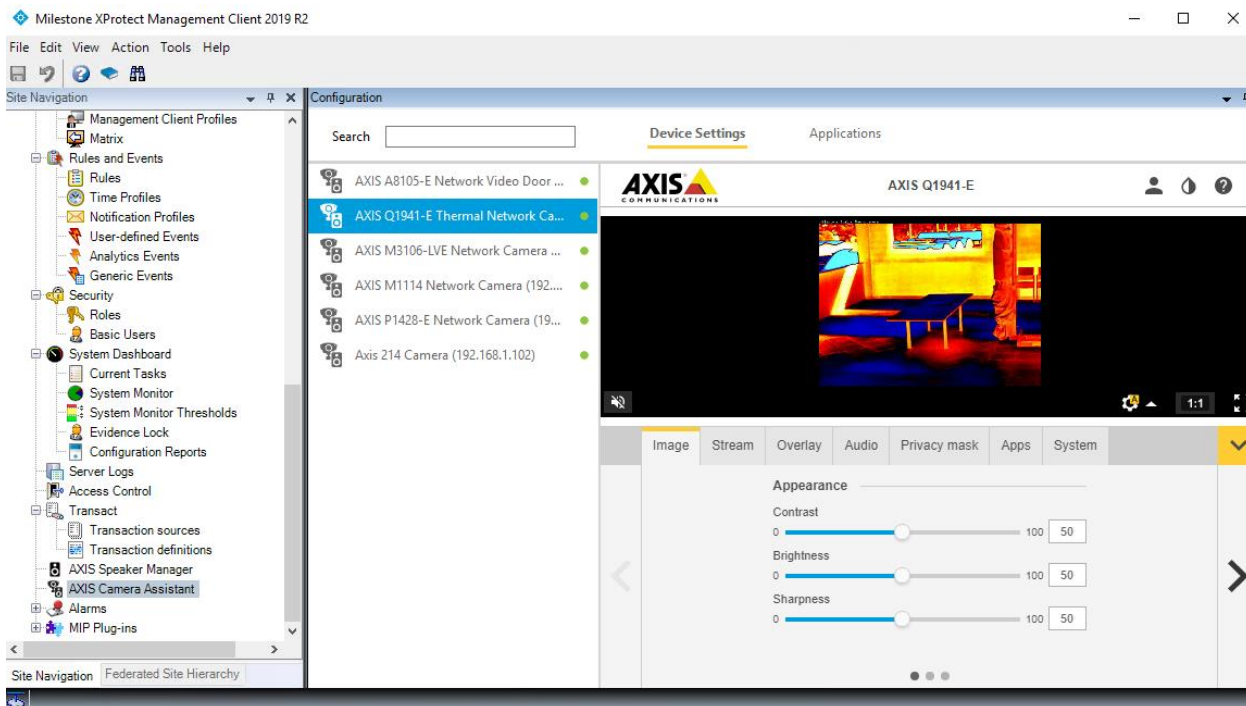 Milestone XProtect Management Client 2019 R2
File Edit View Action Tools Help
Site Navigation
Management Client Profiles
Matrix
Rules and Events
Rules
Time Profiles
Notification Profiles
User-defined Events
Analytics Events
Generic Events
Security
Roles
Basic Users
System Dashboard
Current Tasks
System Monitor
System Monitor Thresholds
Evidence Lock
Configuration Reports
Server Logs
Access Control
Transact
Transaction sources
Transaction definitions
AXIS Speaker Manager
AXIS Camera Assistant
Alarms
MIP Plug-ins
Site Navigation Federated Site Hierarchy
Configuration
Search
Device Settings Applications
AXIS A8105-E Network Video Door ...
AXIS Q1941-E Thermal Network Ca...
AXIS M3106-LVE Network Camera ...
AXIS M1114 Network Camera (192....
AXIS P1428-E Network Camera (19...
Axis 214 Camera (192.168.1.102)
AXIS
COMMUNICATIONS
AXIS Q1941-E
A
1:1
Image Stream Overlay Audio Privacy mask Apps System
Appearance
Contrast
0 100 50
Brightness
0 100 50
Sharpness
0 100 50